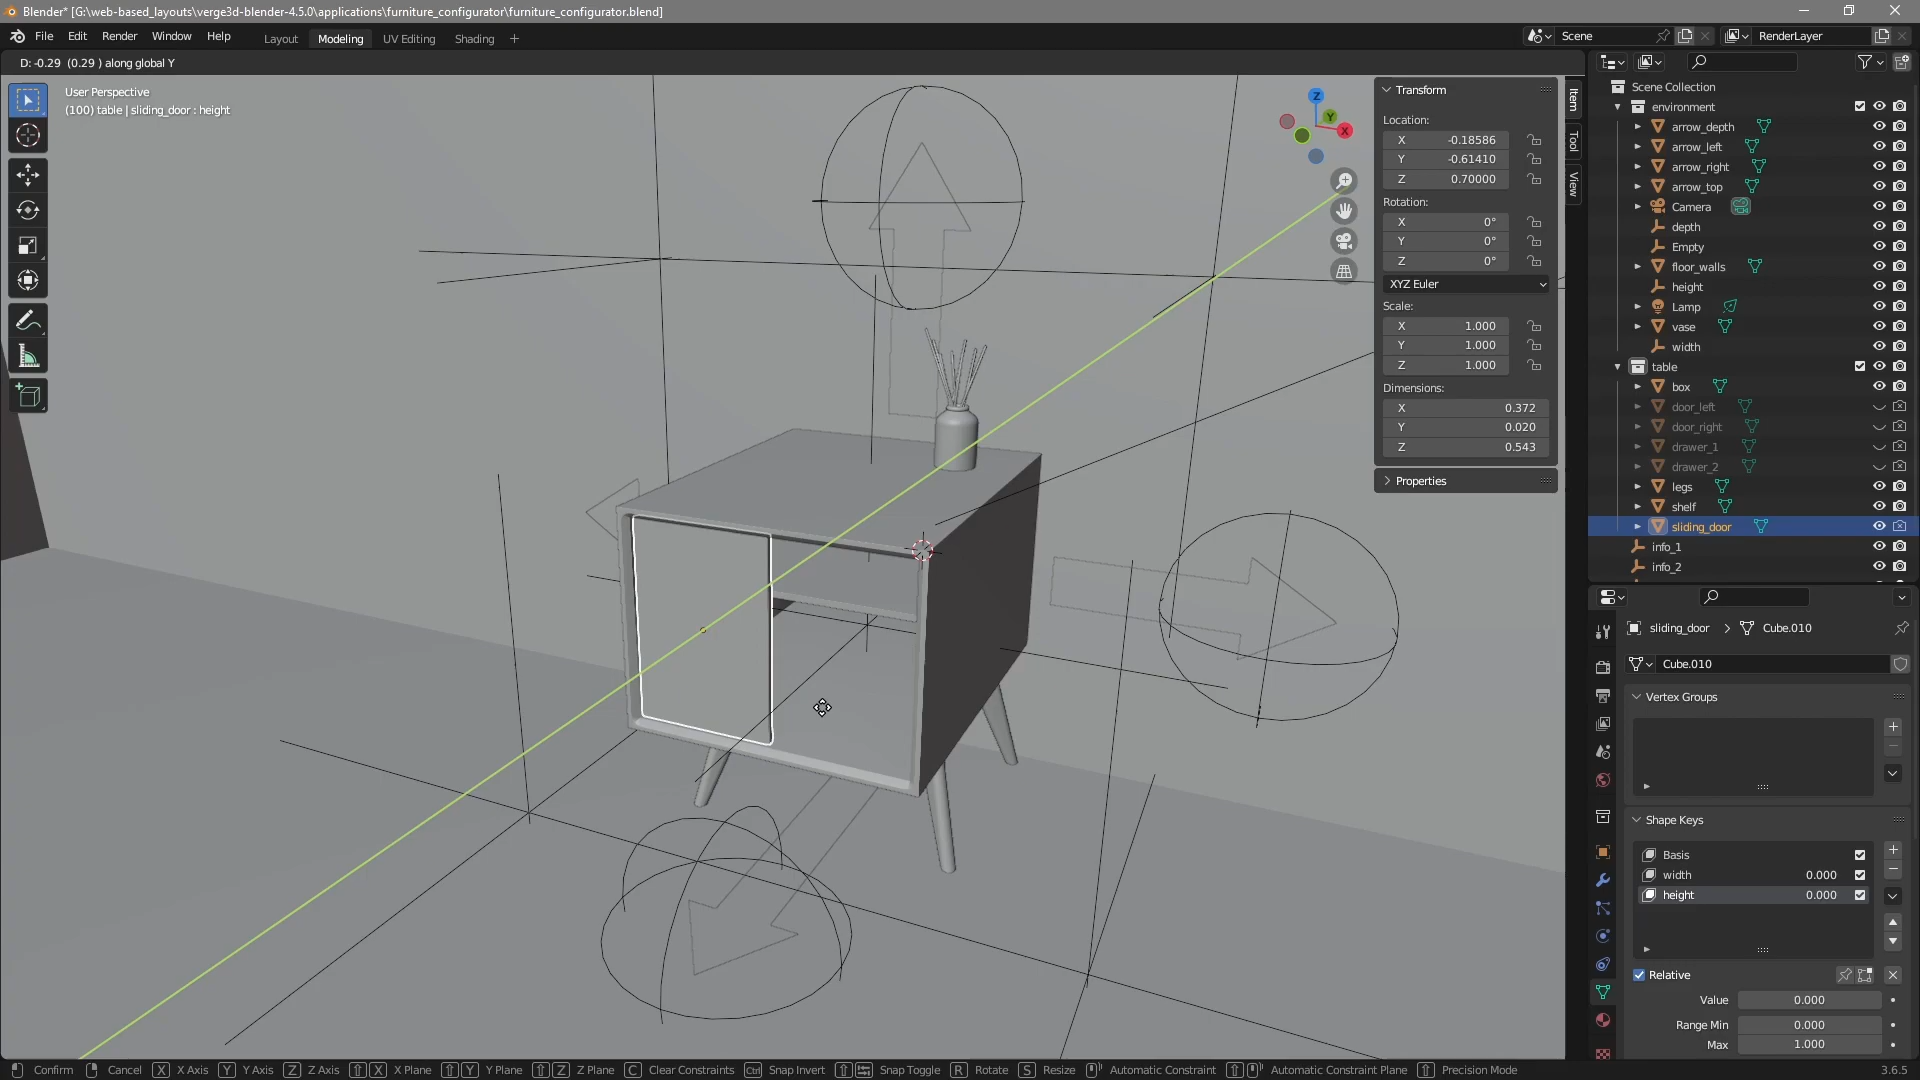 Blender* [G:\web-based_layouts\verge3d-blender-4.5.0\applications\furniture_configurator\furniture_configurator.blend]
File Edit Render Window Help
Layout Modeling UV Editing Shading +
Scene
RenderLayer
D: -0.29 (0.29 ) along global Y
User Perspective
(100) table | sliding_door : height
Z
Y
X
Transform
Location:
X -0.18586
Y -0.61410
Z 0.70000
Rotation:
X 0°
Y 0°
Z 0°
XYZ Euler
Scale:
X 1.000
Y 1.000
Z 1.000
Dimensions:
X 0.372
Y 0.020
Z 0.543
Properties
Item
Tool
View
Scene Collection
environment
arrow_depth
arrow_left
arrow_right
arrow_top
Camera
depth
Empty
floor_walls
height
Lamp
vase
width
table
box
door_left
door_right
drawer_1
drawer_2
legs
shelf
sliding_door
info_1
info_2
sliding_door > Cube.010
Cube.010
Vertex Groups
Shape Keys
Basis
width 0.000
height 0.000
Relative
Value 0.000
Range Min 0.000
Max 1.000
Confirm Cancel X X Axis Y Y Axis Z Z Axis X X Plane Y Y Plane Z Z Plane C Clear Constraints Ctrl Snap Invert Snap Toggle R Rotate S Resize Automatic Constraint Automatic Constraint Plane Precision Mode 3.6.5